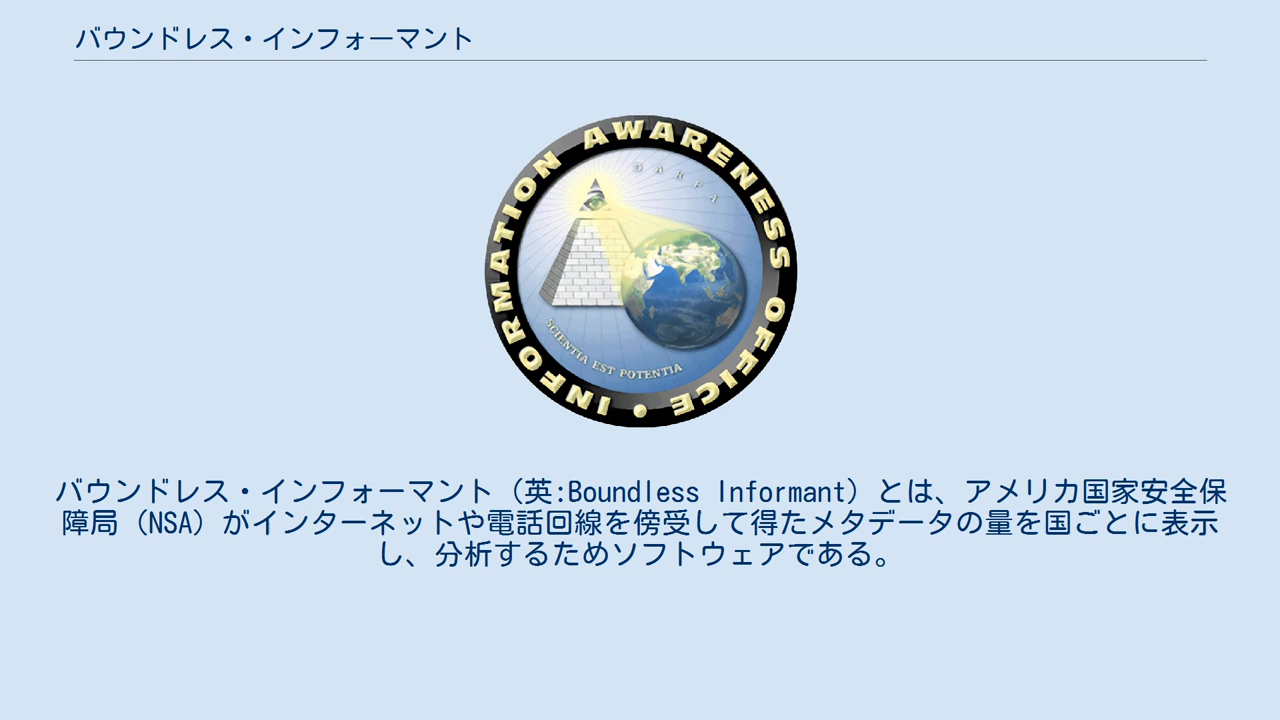 バウンドレス・インフォーマント
INFORMATION AWARENESS OFFICE •
DARPA
SCIENTIA EST POTENTIA
バウンドレス・インフォーマント（英:Boundless Informant）とは、アメリカ国家安全保
障局（NSA）がインターネットや電話回線を傍受して得たメタデータの量を国ごとに表示
し、分析するためソフトウェアである。